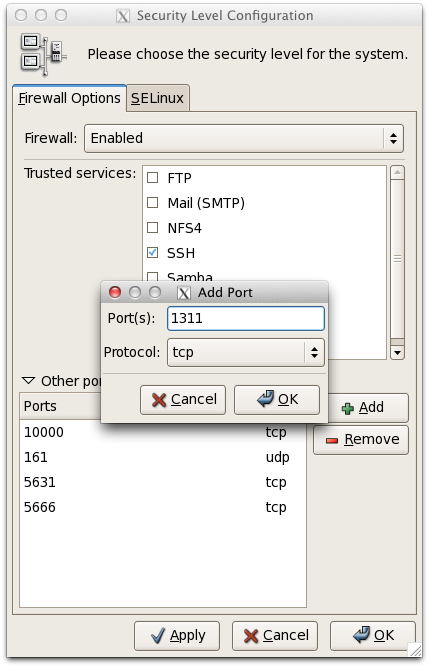 Security Level Configuration
Please choose the security level for the system.
Firewall Options SELinux
Firewall: Enabled
Trusted services: FTP
Mail (SMTP)
NFS4
SSH
Samba
Add Port
Port(s): 1311
Protocol: tcp
Cancel OK
Other por
Ports
Add
Remove
10000 tcp
161 udp
5631 tcp
5666 tcp
Apply Cancel OK